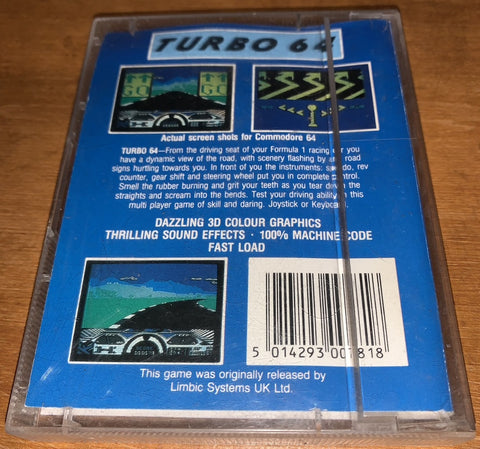 TURBO 64
M M
GO GO
Actual screen shots for Commodore 64
TURBO 64—From the driving seat of your Formula 1 racing car you
have a dynamic view of the road, with scenery flashing by and road
signs hurtling towards you. In front of you the instruments: speedo, rev
counter, gear shift and steering wheel put you in complete control.
Smell the rubber burning and grit your teeth as you tear down the
straights and scream into the bends. Test your driving ability in this
multi player game of skill and daring. Joystick or Keyboard.
DAZZLING 3D COLOUR GRAPHICS
THRILLING SOUND EFFECTS · 100% MACHINE CODE
FAST LOAD
5 014293 007818
This game was originally released by
Limbic Systems UK Ltd.